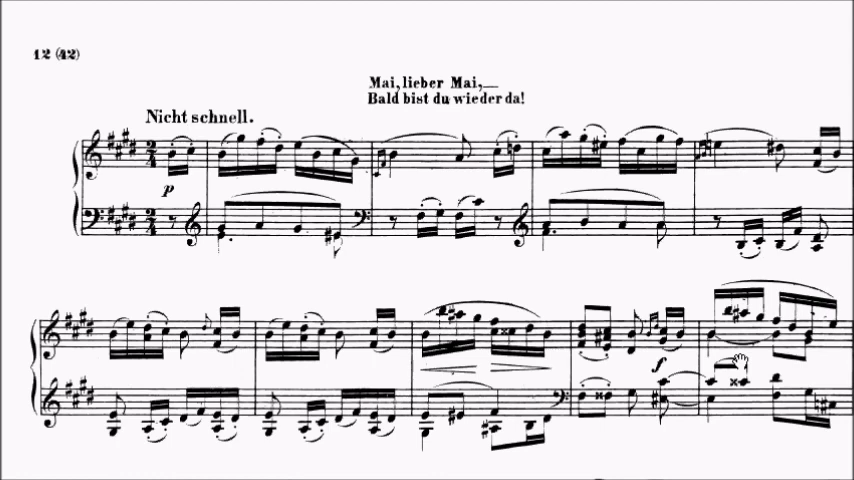 12 (42)
Mai, lieber Mai,—
Bald bist du wieder da!
Nicht schnell.
p
f